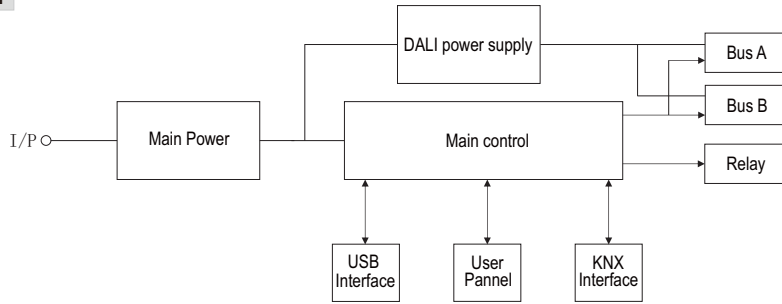 DALI power supply
Bus A
Bus B
I/P
Main Power
Main control
Relay
USB
Interface
User
Pannel
KNX
Interface